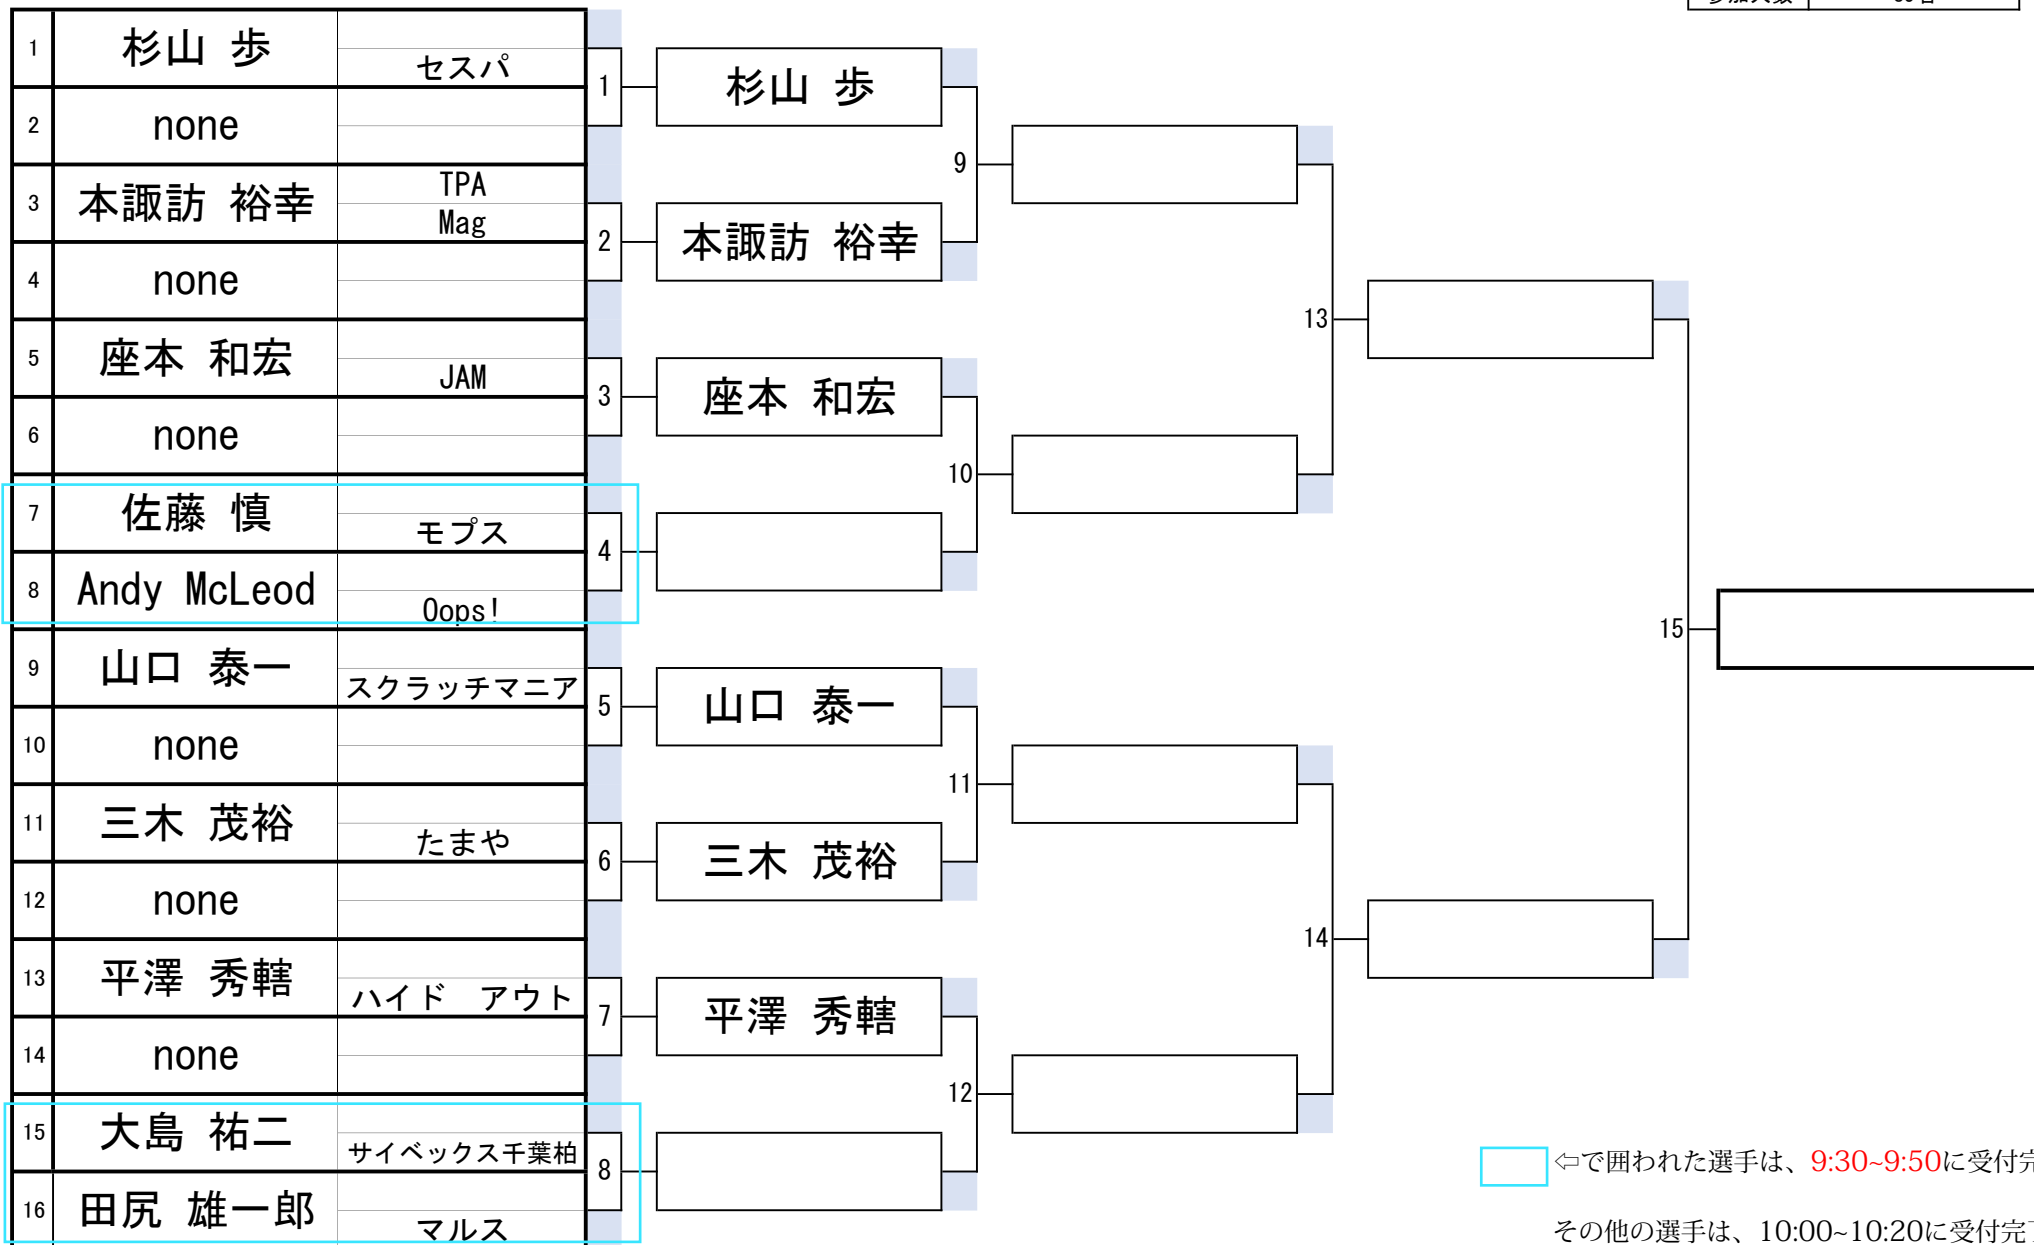 1 杉山 歩 セスパ
2 none
3 本諏訪 裕幸 TPA
Mag
4 none
5 座本 和宏 JAM
6 none
7 佐藤 慎 モプス
8 Andy McLeod Oops!
9 山口 泰一 スクラッチマニア
10 none
11 三木 茂裕 たまや
12 none
13 平澤 秀轄 ハイド アウト
14 none
15 大島 祐二 サイベックス千葉柏
16 田尻 雄一郎 マルス
1 杉山 歩
2 本諏訪 裕幸
3 座本 和宏
4
5 山口 泰一
6 三木 茂裕
7 平澤 秀轄
8
9
10
11
12
13
14
15
⇦で囲われた選手は、9:30~9:50に受付完
その他の選手は、10:00~10:20に受付完